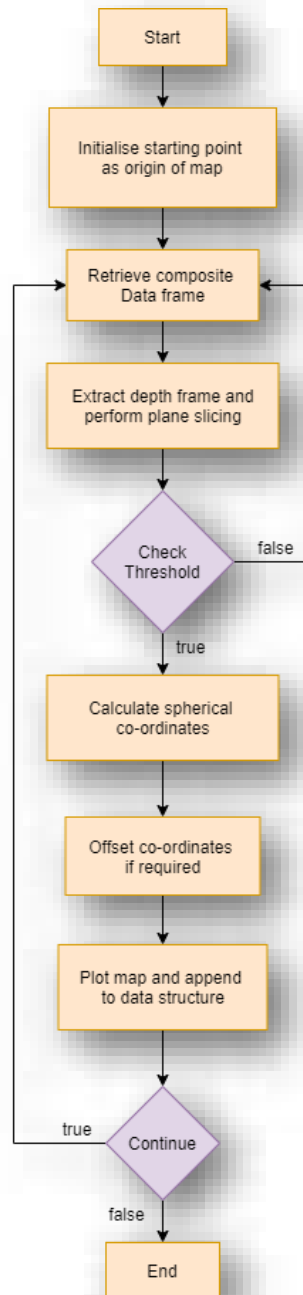 Start
Initialise starting point
as origin of map
Retrieve composite
Data frame
Extract depth frame and
perform plane slicing
Check
Threshold
false
true
Calculate spherical
co-ordinates
Offset co-ordinates
if required
Plot map and append
to data structure
true
Continue
false
End